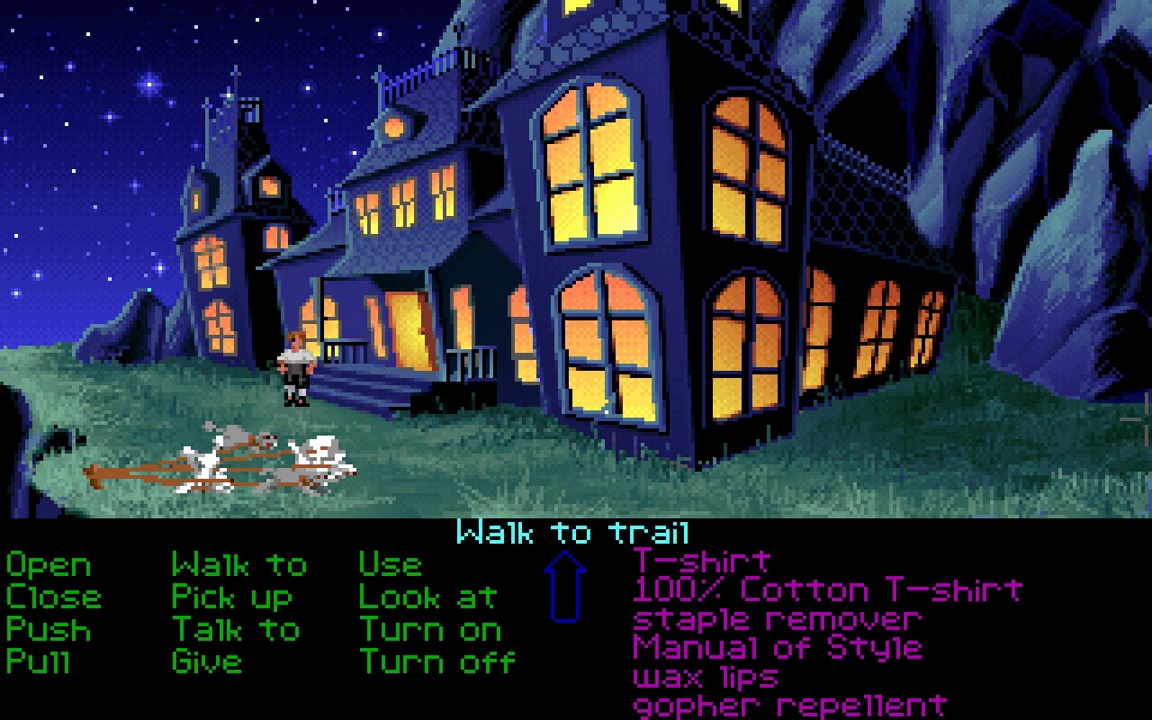 Walk to trail
Open Walk to Use
Close Pick up Look at
Push Talk to Turn on
Pull Give Turn off
T-shirt
100% Cotton T-shirt
staple remover
Manual of Style
wax lips
gopher repellent